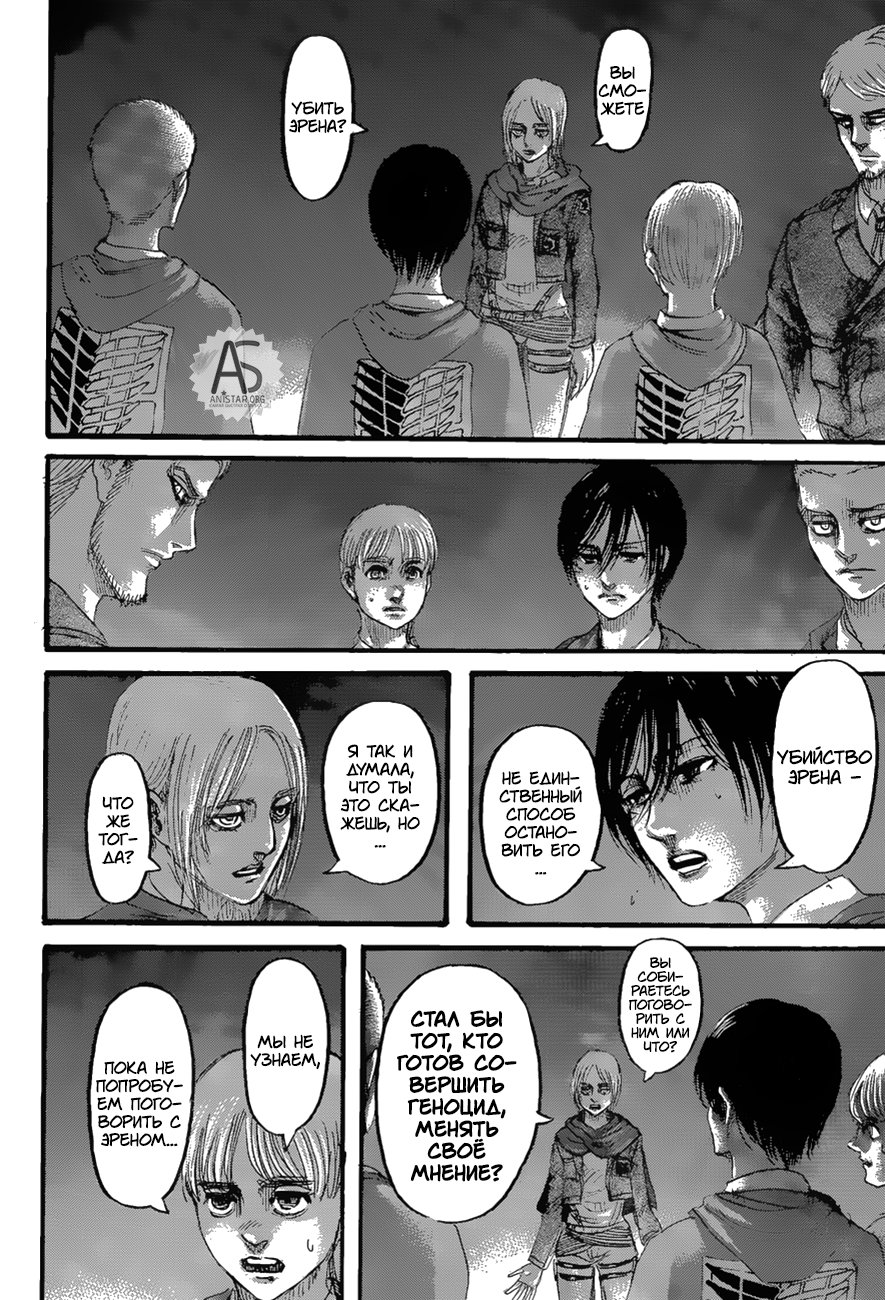 ВЫ
СМО-
ЖЕТЕ
УБИТЬ
ЭРЕНА?
AS
ANISTAR.ORG
УБИЙСТВО
ЭРЕНА -
НЕ ЕДИН-
СТВЕННЫЙ
СПОСОБ
ОСТАНО-
ВИТЬ ЕГО
...
Я ТАК И
ДУМАЛА,
ЧТО ТЫ
ЭТО СКА-
ЖЕШЬ, НО
...
ЧТО
ЖЕ
ТОГ-
ДА?
ВЫ
СОБИ-
РАЕТЕСЬ
ПОГОВО-
РИТЬ С
НИМ ИЛИ
ЧТО?
СТАЛ БЫ
ТОТ, КТО
ГОТОВ СО-
ВЕРШИТЬ
ГЕНОЦИД,
МЕНЯТЬ
СВОЁ
МНЕНИЕ?
МЫ НЕ
УЗНАЕМ,
ПОКА НЕ
ПОПРОБУ-
ЕМ ПОГО-
ВОРИТЬ С
ЭРЕНОМ...